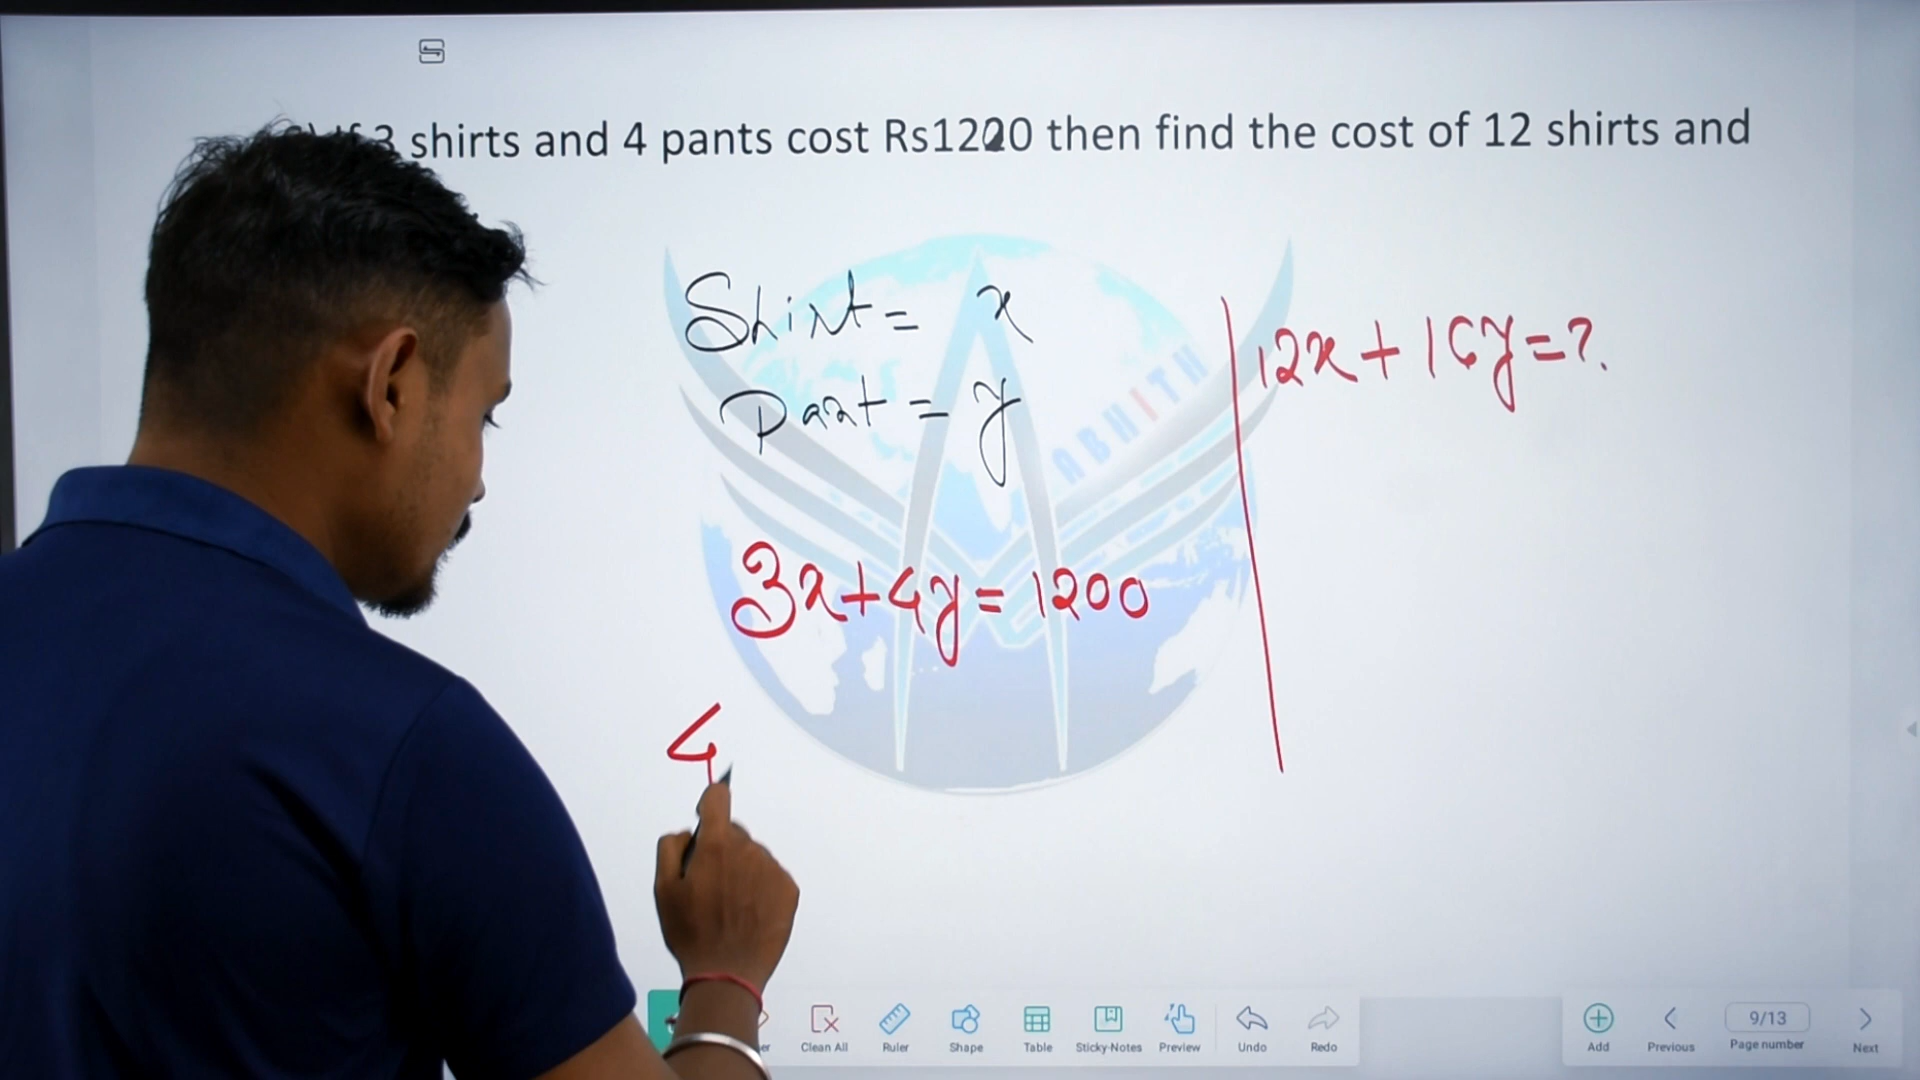 If 3 shirts and 4 pants cost Rs1200 then find the cost of 12 shirts and
Shirt = x
Pant = y
12x + 16y = ?.
ABHITH
3x + 4y = 1200
4
Clean All
Ruler
Shape
Table
Sticky-Notes
Preview
Undo
Redo
Add
Previous
9/13
Page number
Next